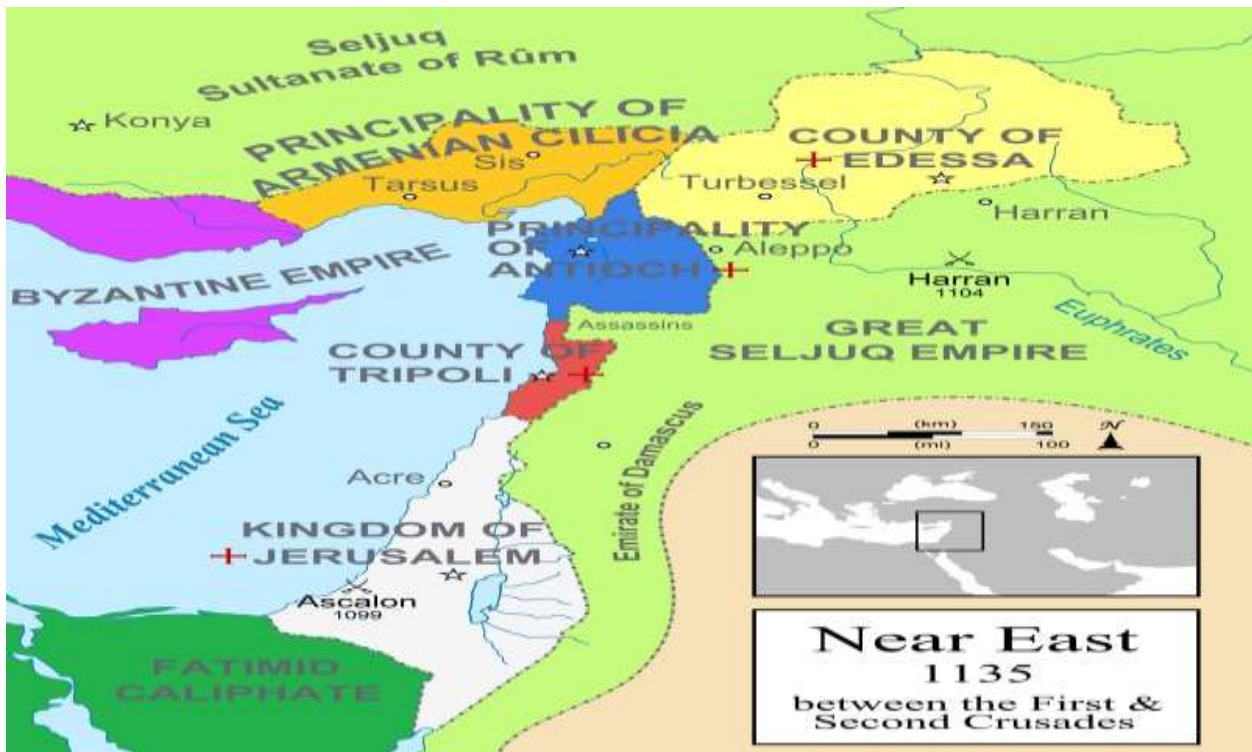 Seljuq
Sultanate of Rûm
Konya
PRINCIPALITY OF
ARMENIAN CILICIA
Sis
Tarsus
COUNTY OF
EDESSA
Turbessel
Harran
PRINCIPALITY
OF
ANTIOCH
Aleppo
Harran
1104
BYZANTINE EMPIRE
Euphrates
Assassins
GREAT
SELJUQ EMPIRE
COUNTY OF
TRIPOLI
Mediterranean Sea
Emirate of Damascus
0 (km) 150
0 (mi) 100
N
Acre
KINGDOM OF
JERUSALEM
Ascalon
1099
FATIMID
CALIPHATE
Near East
1135
between the First &
Second Crusades